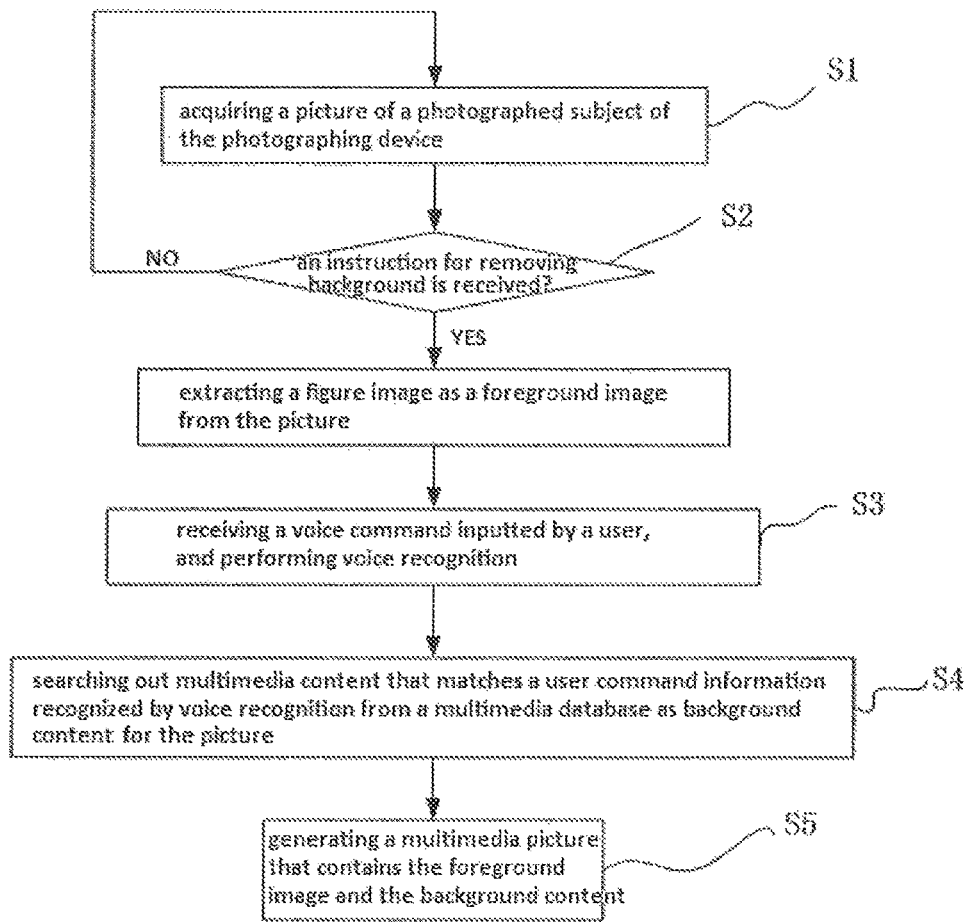 S1
acquiring a picture of a photographed subject of
the photographing device
S2
NO
an instruction for removing
background is received?
YES
extracting a figure image as a foreground image
from the picture
S3
receiving a voice command inputted by a user,
and performing voice recognition
S4
searching out multimedia content that matches a user command information
recognized by voice recognition from a multimedia database as background
content for the picture
S5
generating a multimedia picture
that contains the foreground
image and the background content